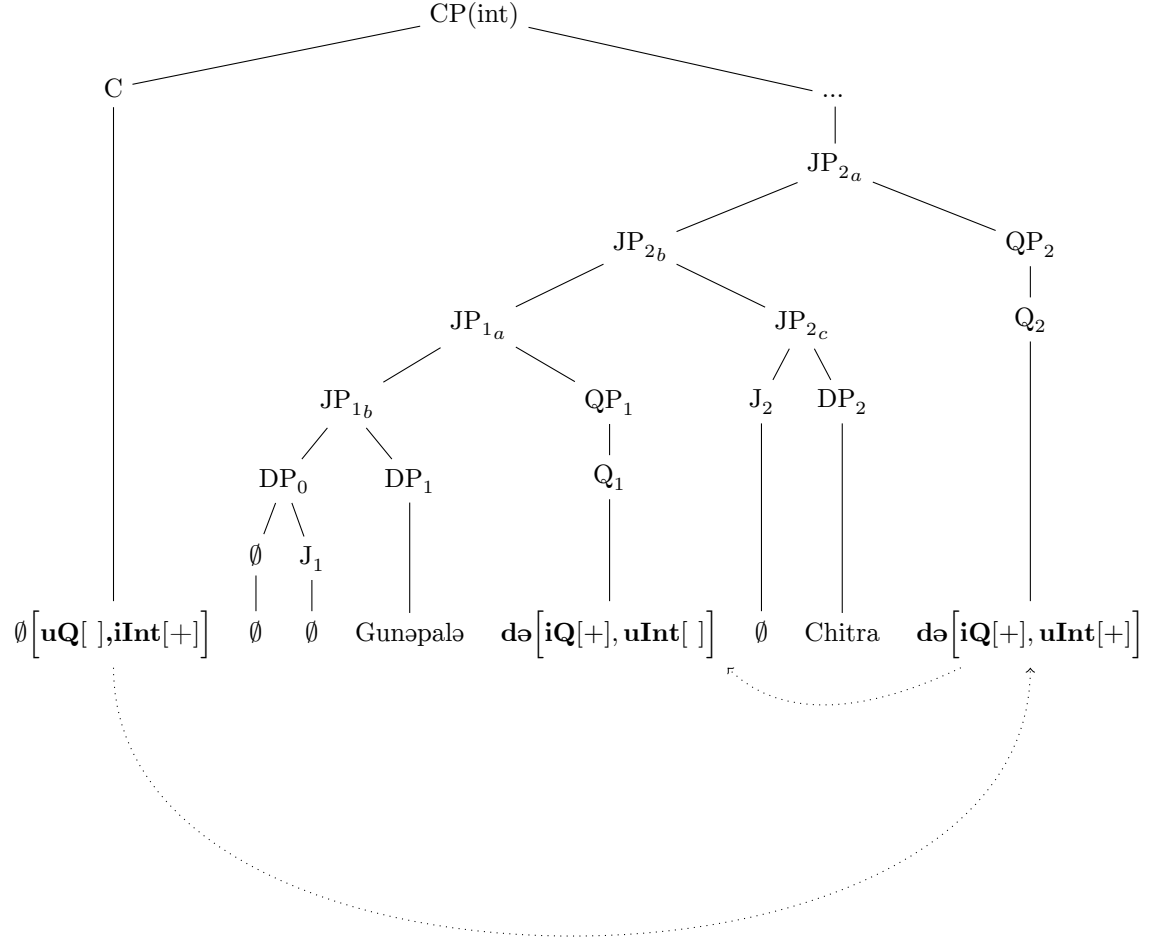 CP(int)
C ...
JP₂ₐ
JP₂b QP₂
JP₁ₐ JP₂c Q₂
JP₁b QP₁ J₂ DP₂
DP₀ DP₁ Q₁
∅ J₁
∅[uQ[ ],iInt[+]] ∅ ∅ Gunəpalə də[iQ[+], uInt[ ]] ∅ Chitra də[iQ[+], uInt[+]]